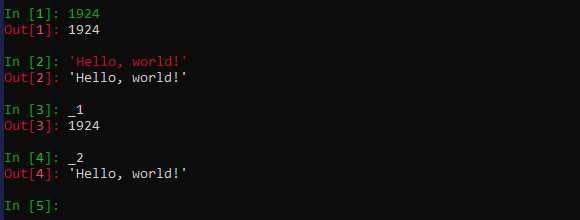 In [1]: 1924
Out[1]: 1924
In [2]: 'Hello, world!'
Out[2]: 'Hello, world!'
In [3]: _1
Out[3]: 1924
In [4]: _2
Out[4]: 'Hello, world!'
In [5]: